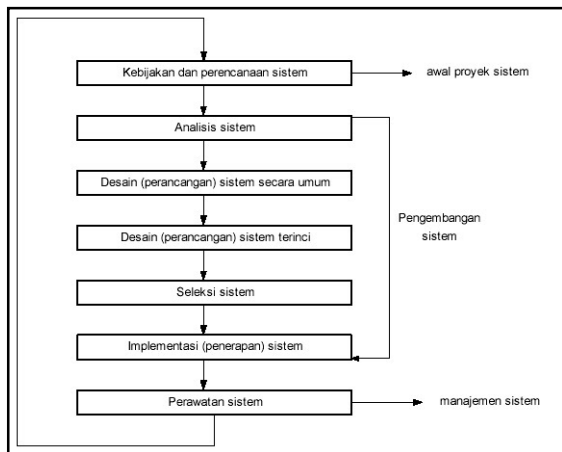 Kebijakan dan perencanaan sistem
awal proyek sistem
Analisis sistem
Desain (perancangan) sistem secara umum
Pengembangan
sistem
Desain (perancangan) sistem terinci
Seleksi sistem
Implementasi (penerapan) sistem
Perawatan sistem
manajemen sistem